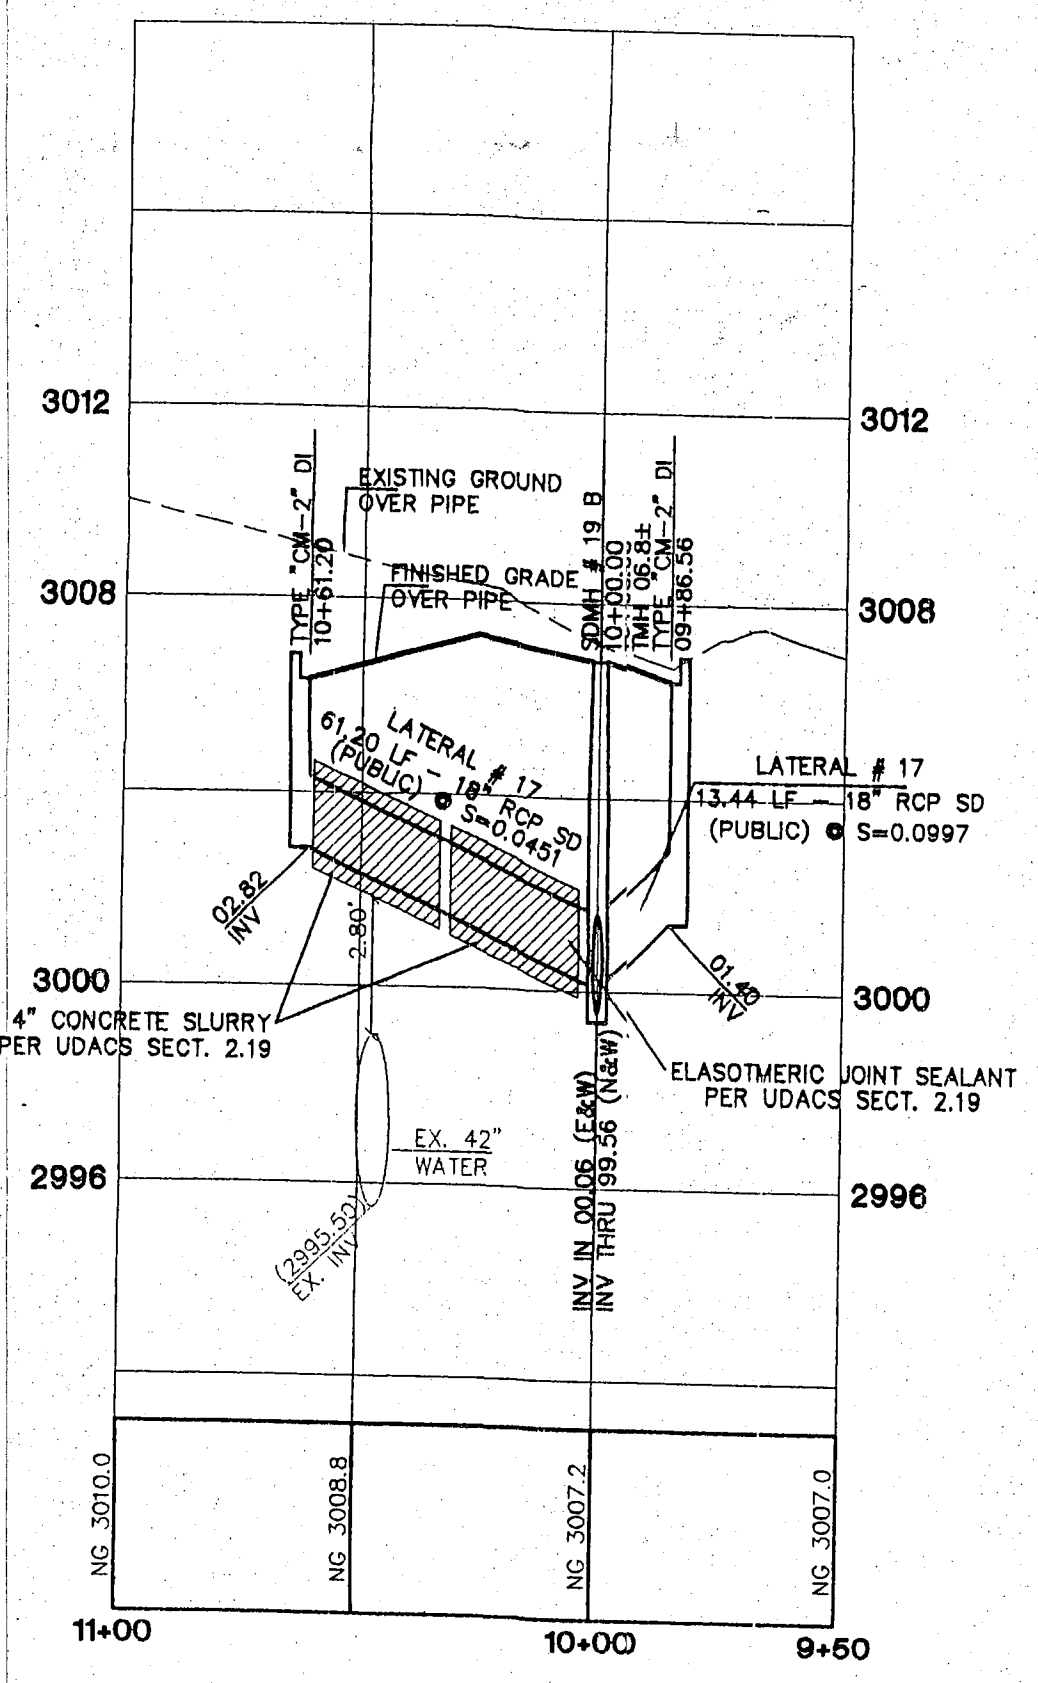 3012
3012
TYPE "CM-2" DI
10+61.20
EXISTING GROUND
OVER PIPE
SDMH # 19 B
10+00.00
TMH 06.8±
TYPE "CM-2" DI
09+86.56
3008
3008
FINISHED GRADE
OVER PIPE
LATERAL # 17
61.20 LF - 18" RCP SD
(PUBLIC) @ S=0.0451
LATERAL # 17
13.44 LF - 18" RCP SD
(PUBLIC) @ S=0.0997
02.82
INV
2.80'
01.40
INV
3000
3000
4" CONCRETE SLURRY
PER UDACS SECT. 2.19
ELASOTMERIC JOINT SEALANT
PER UDACS SECT. 2.19
EX. 42"
WATER
2996
2996
(2995.50)
EX. INV
INV IN 00.06 (E&W)
INV THRU 99.56 (N&W)
NG 3010.0
NG 3008.8
NG 3007.2
NG 3007.0
11+00
10+00
9+50